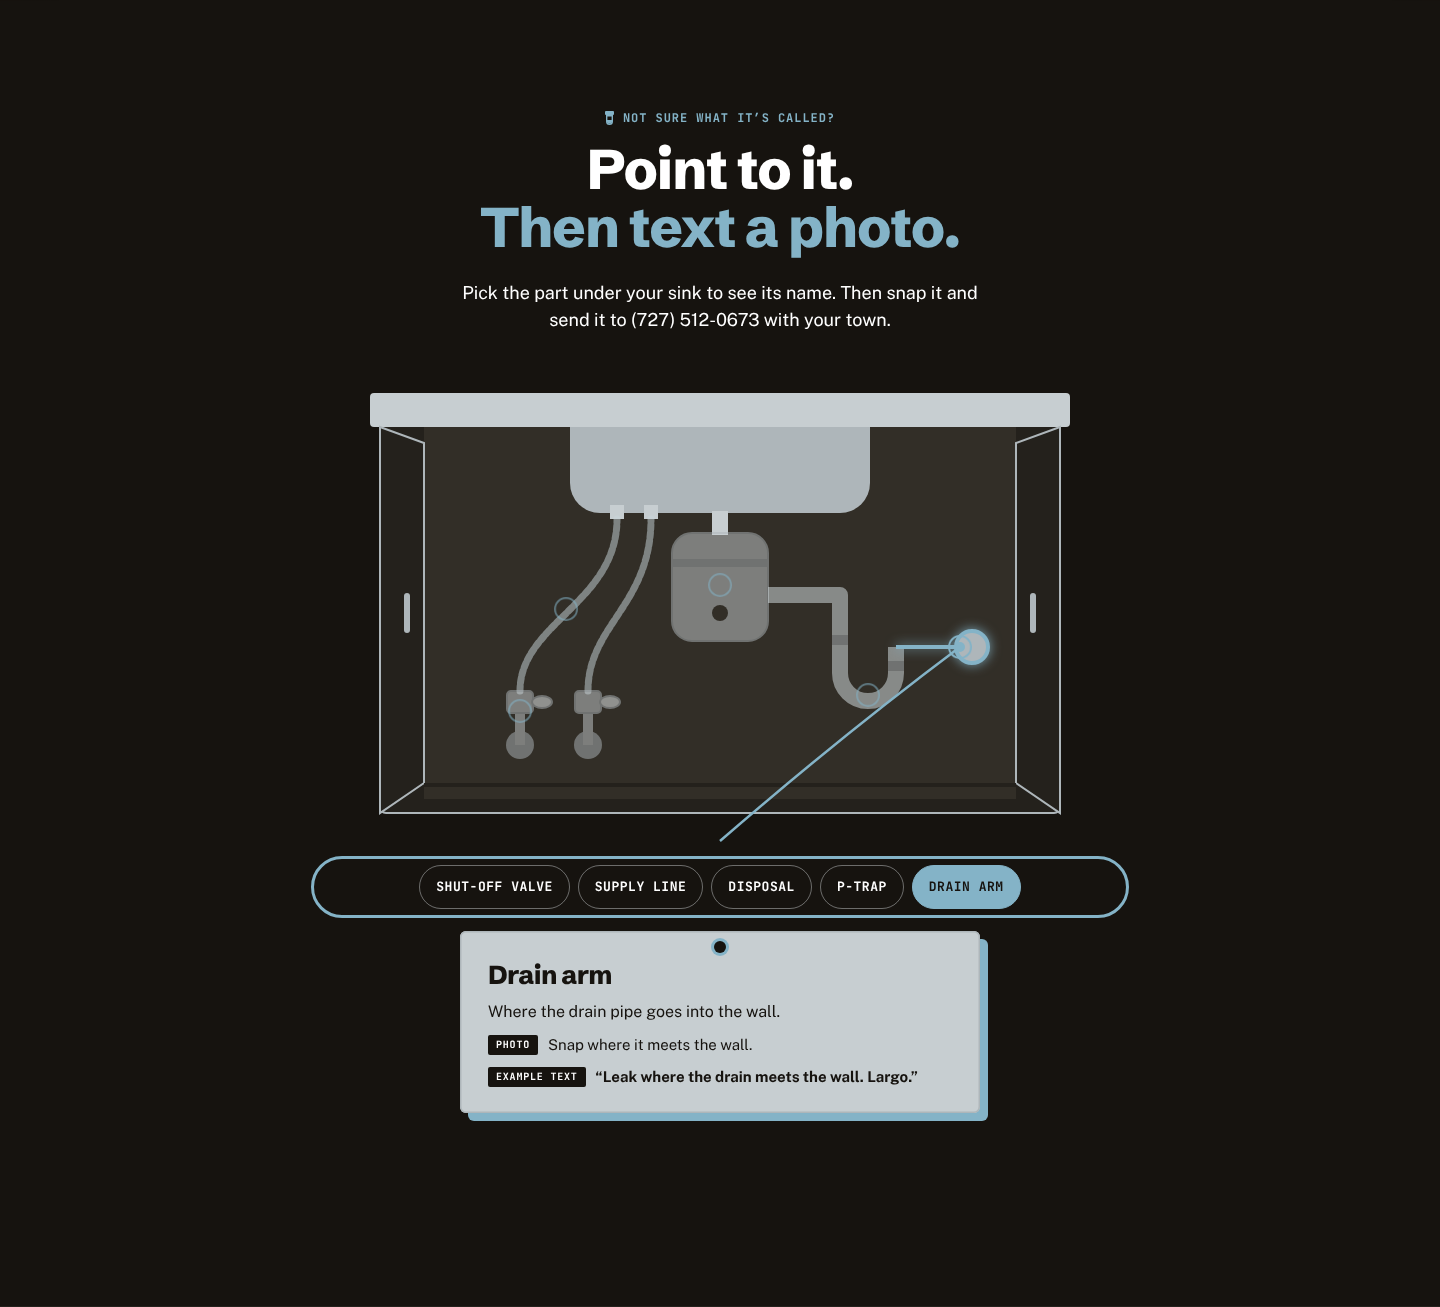 NOT SURE WHAT IT’S CALLED?
Point to it.
Then text a photo.
Pick the part under your sink to see its name. Then snap it and
send it to (727) 512-0673 with your town.
SHUT-OFF VALVE SUPPLY LINE DISPOSAL P-TRAP DRAIN ARM
Drain arm
Where the drain pipe goes into the wall.
PHOTO Snap where it meets the wall.
EXAMPLE TEXT “Leak where the drain meets the wall. Largo.”